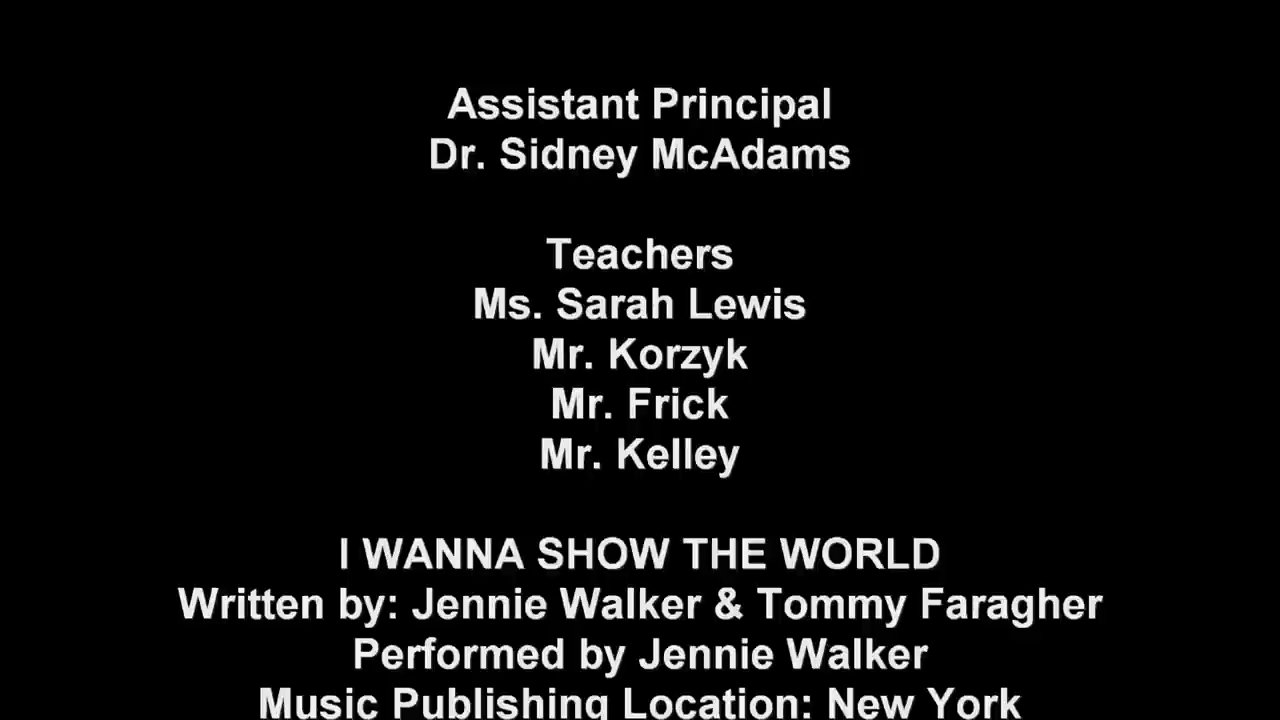 Assistant Principal
Dr. Sidney McAdams
Teachers
Ms. Sarah Lewis
Mr. Korzyk
Mr. Frick
Mr. Kelley
I WANNA SHOW THE WORLD
Written by: Jennie Walker & Tommy Faragher
Performed by Jennie Walker
Music Publishing Location: New York